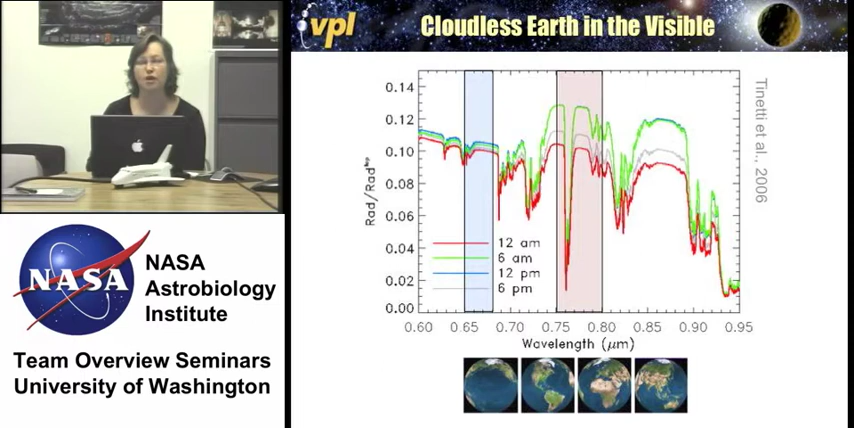 vpl
Cloudless Earth in the Visible
NASA
NASA
Astrobiology
Institute
Team Overview Seminars
University of Washington
Rad/Rad^top
0.14
0.12
0.10
0.08
0.06
0.04
0.02
0.00
12 am
6 am
12 pm
6 pm
0.60 0.65 0.70 0.75 0.80 0.85 0.90 0.95
Wavelength (μm)
Tinetti et al., 2006